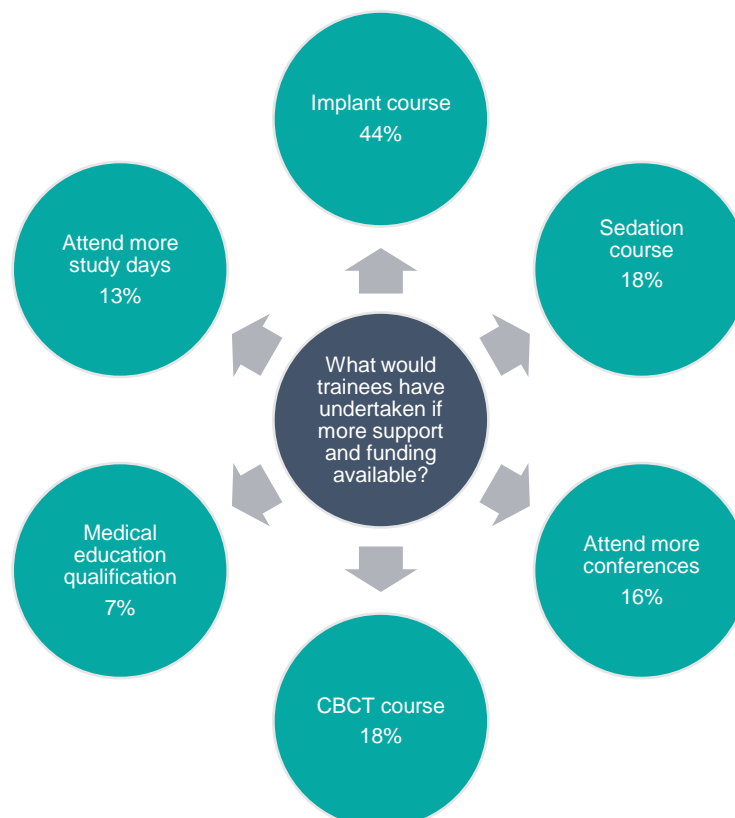 Implant course
44%
Sedation
course
18%
Attend more
conferences
16%
CBCT course
18%
Medical
education
qualification
7%
Attend more
study days
13%
What would
trainees have
undertaken if
more support
and funding
available?